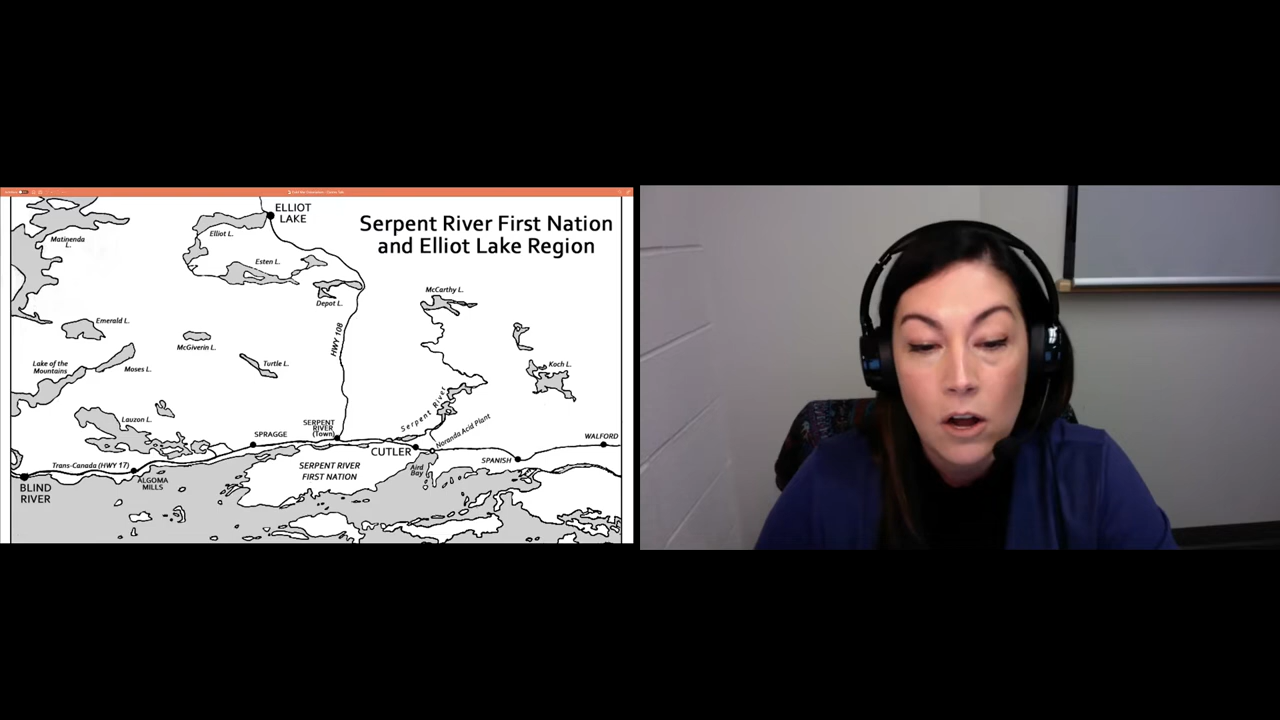 ELLIOT
LAKE
Serpent River First Nation
and Elliot Lake Region
Matinenda
L.
Elliot L.
Esten L.
Depot L.
McCarthy L.
Emerald L.
McGiverin L.
HWY 108
Lake of the
Mountains
Moses L.
Turtle L.
Koch L.
Lauzon L.
Serpent River
Noranda Acid Plant
SERPENT
RIVER
(Town)
SPRAGGE
CUTLER
WALFORD
SPANISH
Trans-Canada (HWY 17)
SERPENT RIVER
FIRST NATION
Aird
Bay
ALGOMA
MILLS
BLIND
RIVER